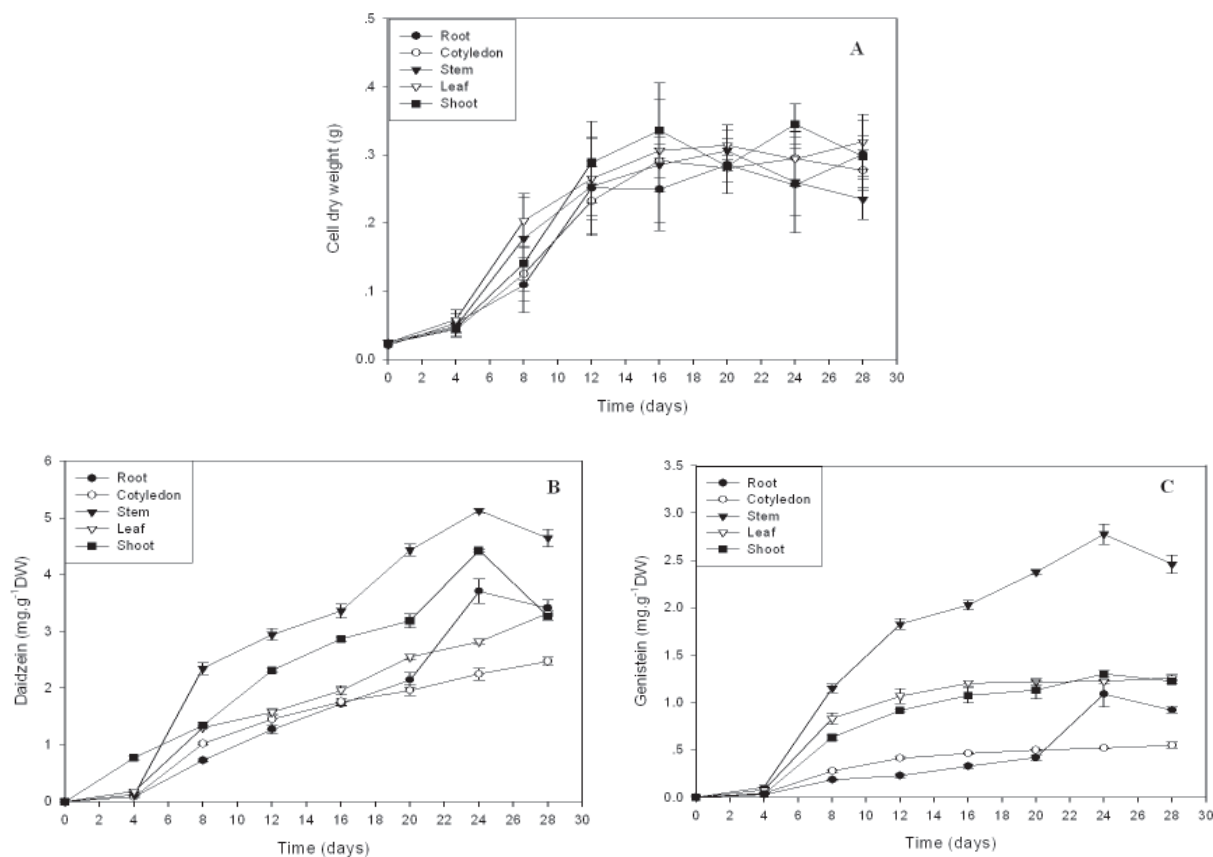 A
Root
Cotyledon
Stem
Leaf
Shoot
Cell dry weight (g)
.5
.4
.3
.2
.1
0.0
0 2 4 6 8 10 12 14 16 18 20 22 24 26 28 30
Time (days)
B
Root
Cotyledon
Stem
Leaf
Shoot
Daidzein (mg.g⁻¹DW)
6
5
4
3
2
1
0
0 2 4 6 8 10 12 14 16 18 20 22 24 26 28 30
Time (days)
C
Root
Cotyledon
Stem
Leaf
Shoot
Genistein (mg.g⁻¹DW)
3.5
3.0
2.5
2.0
1.5
1.0
.5
0.0
0 2 4 6 8 10 12 14 16 18 20 22 24 26 28 30
Time (days)